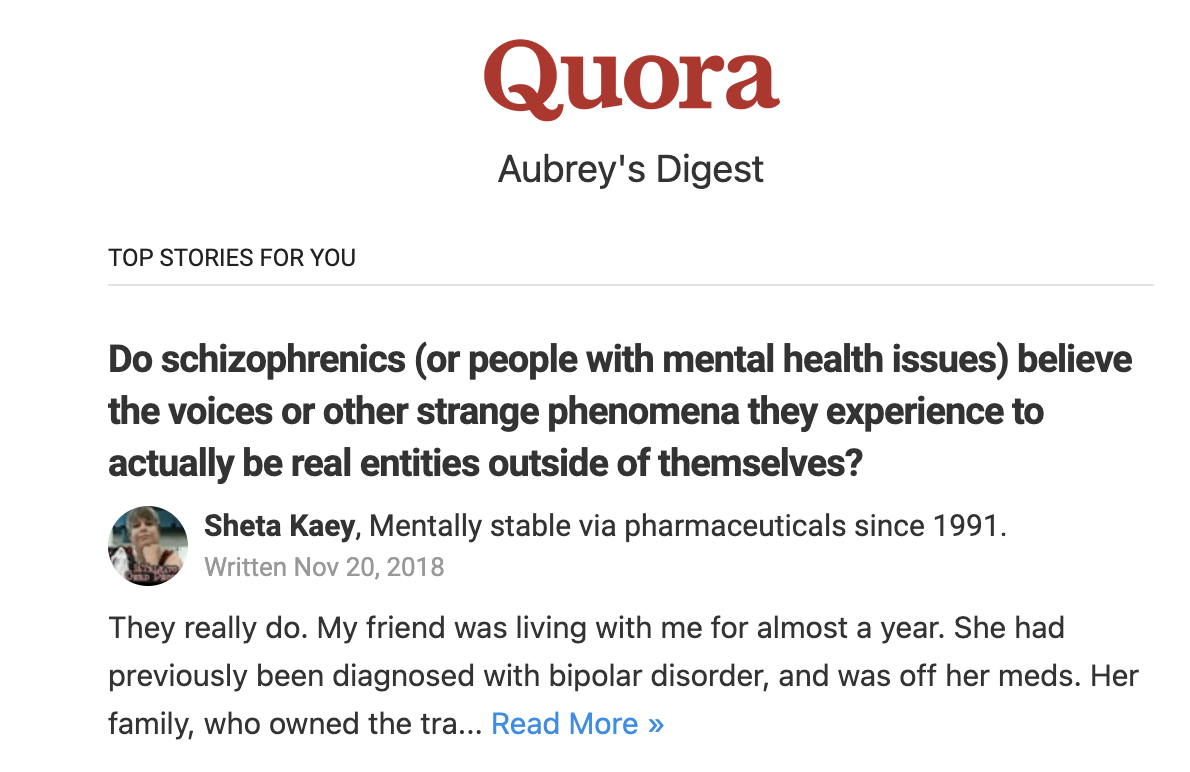 Quora
Aubrey's Digest
TOP STORIES FOR YOU
Do schizophrenics (or people with mental health issues) believe
the voices or other strange phenomena they experience to
actually be real entities outside of themselves?
Sheta Kaey, Mentally stable via pharmaceuticals since 1991.
Written Nov 20, 2018
They really do. My friend was living with me for almost a year. She had
previously been diagnosed with bipolar disorder, and was off her meds. Her
family, who owned the tra... Read More »